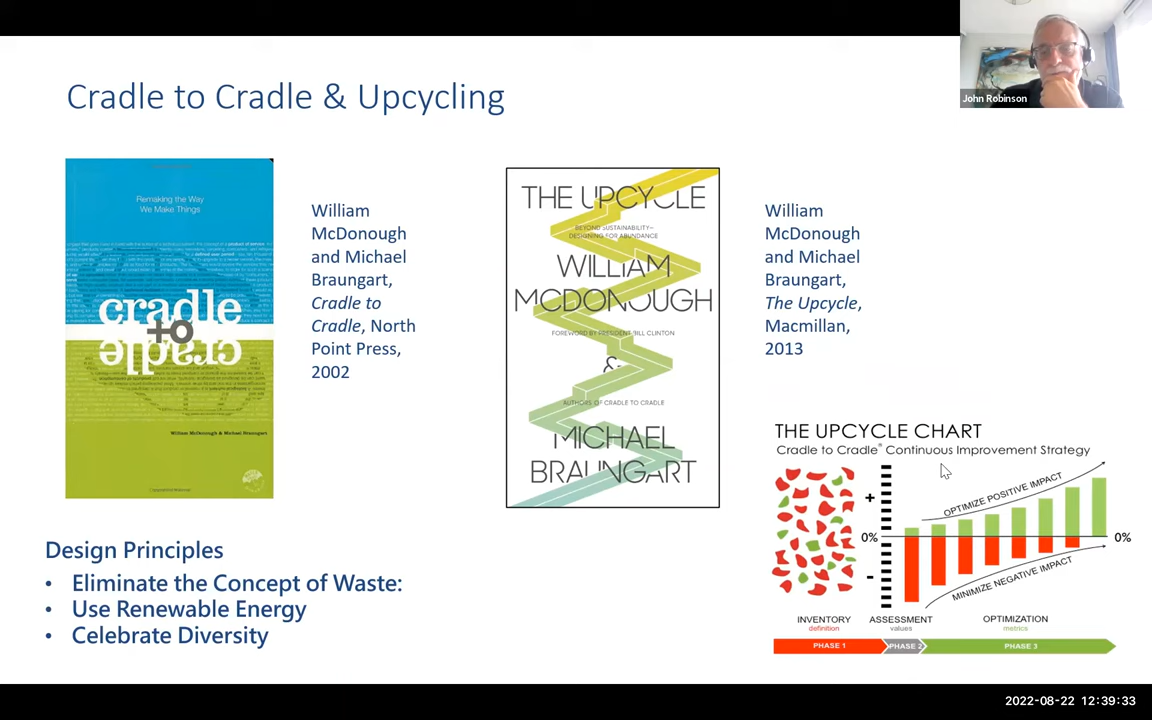 John Robinson
Cradle to Cradle & Upcycling
Remaking the Way
We Make Things
cradle
to
cradle
William McDonough & Michael Braungart
William
McDonough
and Michael
Braungart,
Cradle to
Cradle, North
Point Press,
2002
THE UPCYCLE
BEYOND SUSTAINABILITY—
DESIGNING FOR ABUNDANCE
WILLIAM
MCDONOUGH
FOREWORD BY PRESIDENT BILL CLINTON
&
AUTHORS OF CRADLE TO CRADLE
MICHAEL
BRAUNGART
William
McDonough
and Michael
Braungart,
The Upcycle,
Macmillan,
2013
THE UPCYCLE CHART
Cradle to Cradle® Continuous Improvement Strategy
OPTIMIZE POSITIVE IMPACT
+
0%
0%
-
MINIMIZE NEGATIVE IMPACT
INVENTORY
definition
ASSESSMENT
values
OPTIMIZATION
metrics
PHASE 1
PHASE 2
PHASE 3
Design Principles
• Eliminate the Concept of Waste:
• Use Renewable Energy
• Celebrate Diversity
2022-08-22 12:39:33